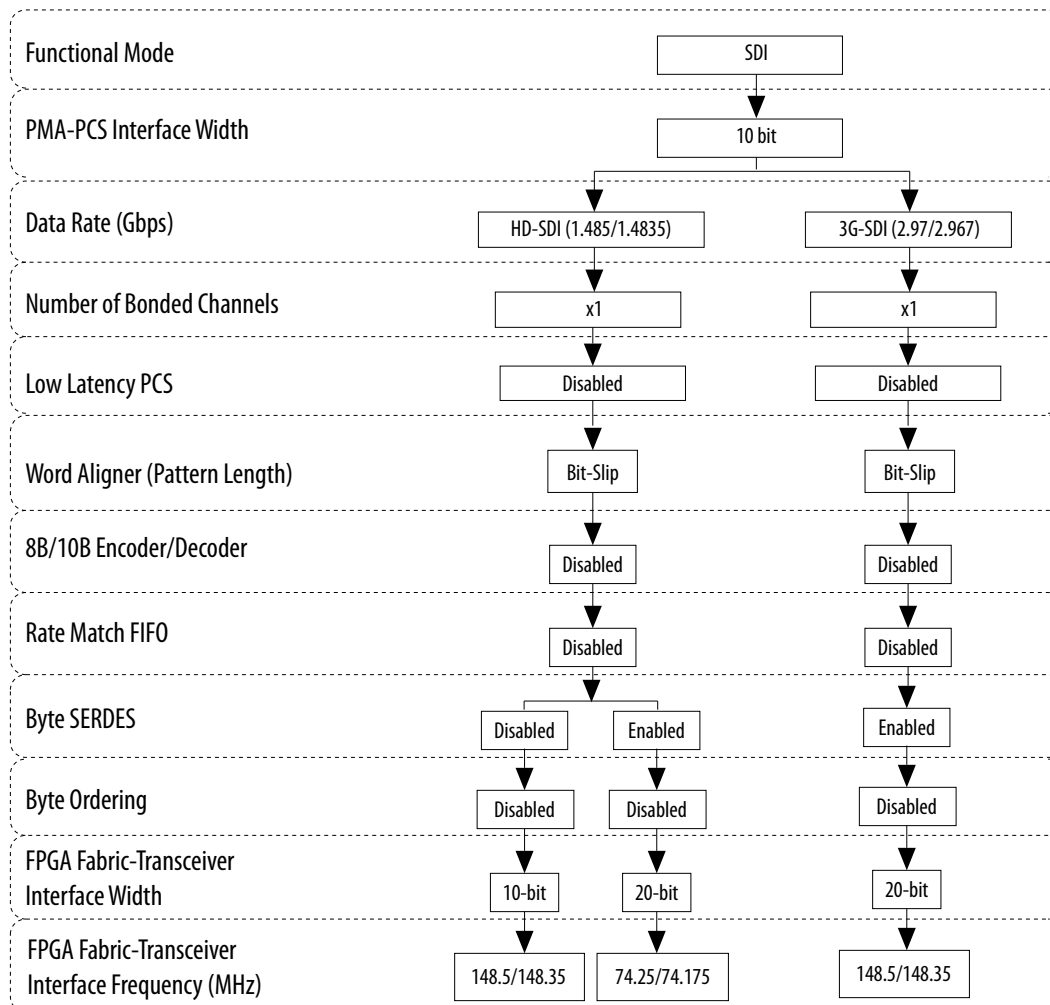 Functional Mode
SDI
PMA-PCS Interface Width
10 bit
Data Rate (Gbps)
HD-SDI (1.485/1.4835)
3G-SDI (2.97/2.967)
Number of Bonded Channels
x1
x1
Low Latency PCS
Disabled
Disabled
Word Aligner (Pattern Length)
Bit-Slip
Bit-Slip
8B/10B Encoder/Decoder
Disabled
Disabled
Rate Match FIFO
Disabled
Disabled
Byte SERDES
Disabled
Enabled
Enabled
Byte Ordering
Disabled
Disabled
Disabled
FPGA Fabric-Transceiver
Interface Width
10-bit
20-bit
20-bit
FPGA Fabric-Transceiver
Interface Frequency (MHz)
148.5/148.35
74.25/74.175
148.5/148.35